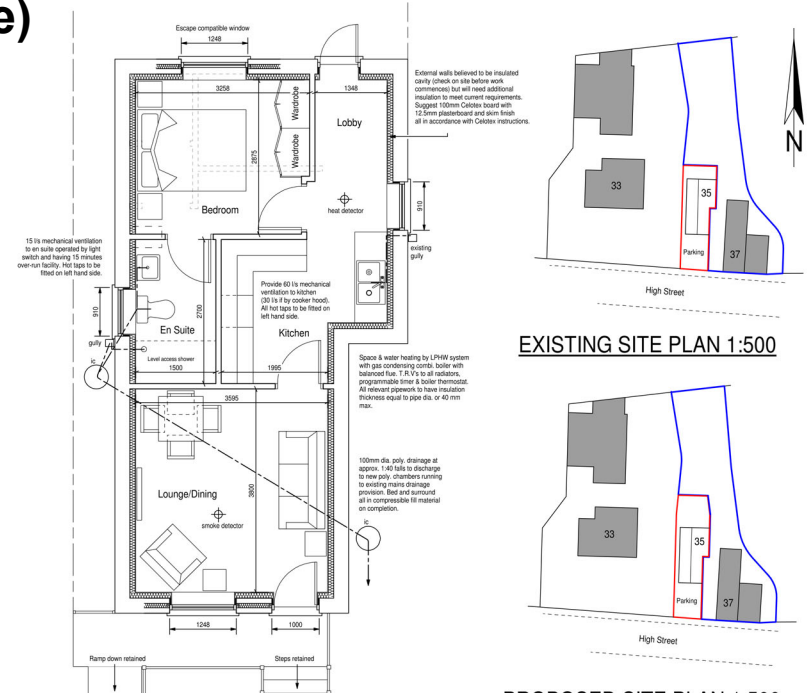 e)
Escape compatible window
1248
3258
1348
Wardrobe
Wardrobe
Lobby
2875
Bedroom
heat detector
910
existing
gully
External walls believed to be insulated
cavity (check on site before work
commences) but will need additional
insulation to meet current requirements.
Suggest 100mm Celotex board with
12.5mm plasterboard and skim finish
all in accordance with Celotex instructions.
15 l/s mechanical ventilation
to en suite operated by light
switch and having 15 minutes
over-run facility. Hot taps to be
fitted on left hand side.
910
gully
ic
En Suite
2700
Level access shower
1500
Provide 60 l/s mechanical
ventilation to kitchen
(30 l/s if by cooker hood).
All hot taps to be fitted on
left hand side.
Kitchen
1995
Space & water heating by LPHW system
with gas condensing combi. boiler with
balanced flue. T.R.V's to all radiators,
programmable timer & boiler thermostat.
All relevant pipework to have insulation
thickness equal to pipe dia. or 40 mm
max.
3595
3800
Lounge/Dining
smoke detector
100mm dia. poly. drainage at
approx. 1:40 falls to discharge
to new poly. chambers running
to existing mains drainage
provision. Bed and surround
all in compressible fill material
on completion.
ic
1248
1000
Ramp down retained
Steps retained
N
33
35
37
Parking
High Street
EXISTING SITE PLAN 1:500
33
35
37
Parking
High Street
PROPOSED SITE PLAN 1:500